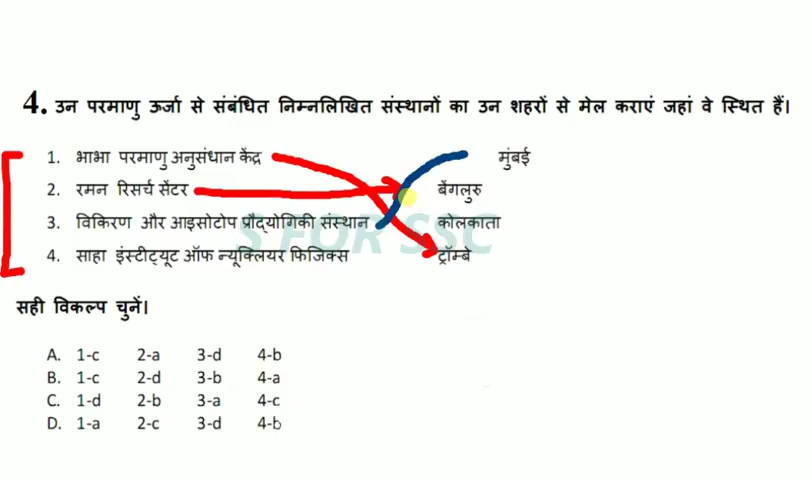 4. उन परमाणु ऊर्जा से संबंधित निम्नलिखित संस्थानों का उन शहरों से मेल कराएं जहां वे स्थित हैं।
1. भाभा परमाणु अनुसंधान केंद्र मुंबई
2. रमन रिसर्च सेंटर बेंगलुरु
3. विकिरण और आइसोटोप प्रौद्योगिकी संस्थान कोलकाता
S FOR SSC
4. साहा इंस्टीट्यूट ऑफ न्यूक्लियर फिजिक्स ट्रॉम्बे
सही विकल्प चुनें।
A. 1-c 2-a 3-d 4-b
B. 1-c 2-d 3-b 4-a
C. 1-d 2-b 3-a 4-c
D. 1-a 2-c 3-d 4-b